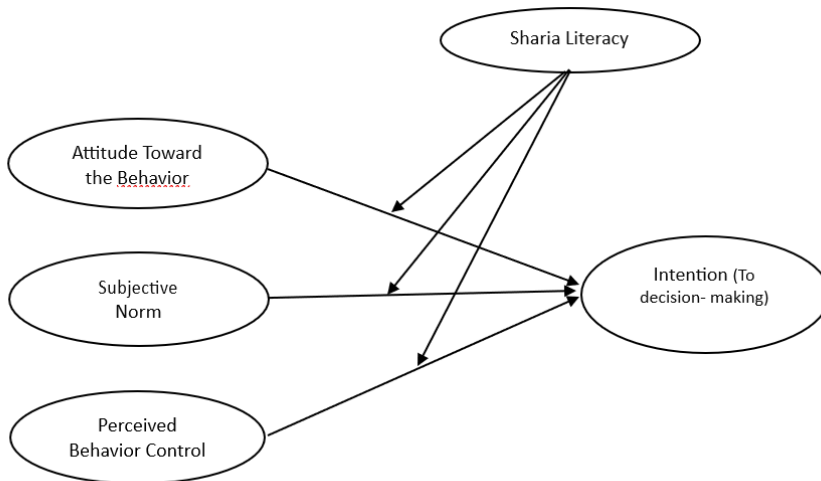 Sharia Literacy
Attitude Toward
the Behavior
Subjective
Norm
Intention (To
decision- making)
Perceived
Behavior Control